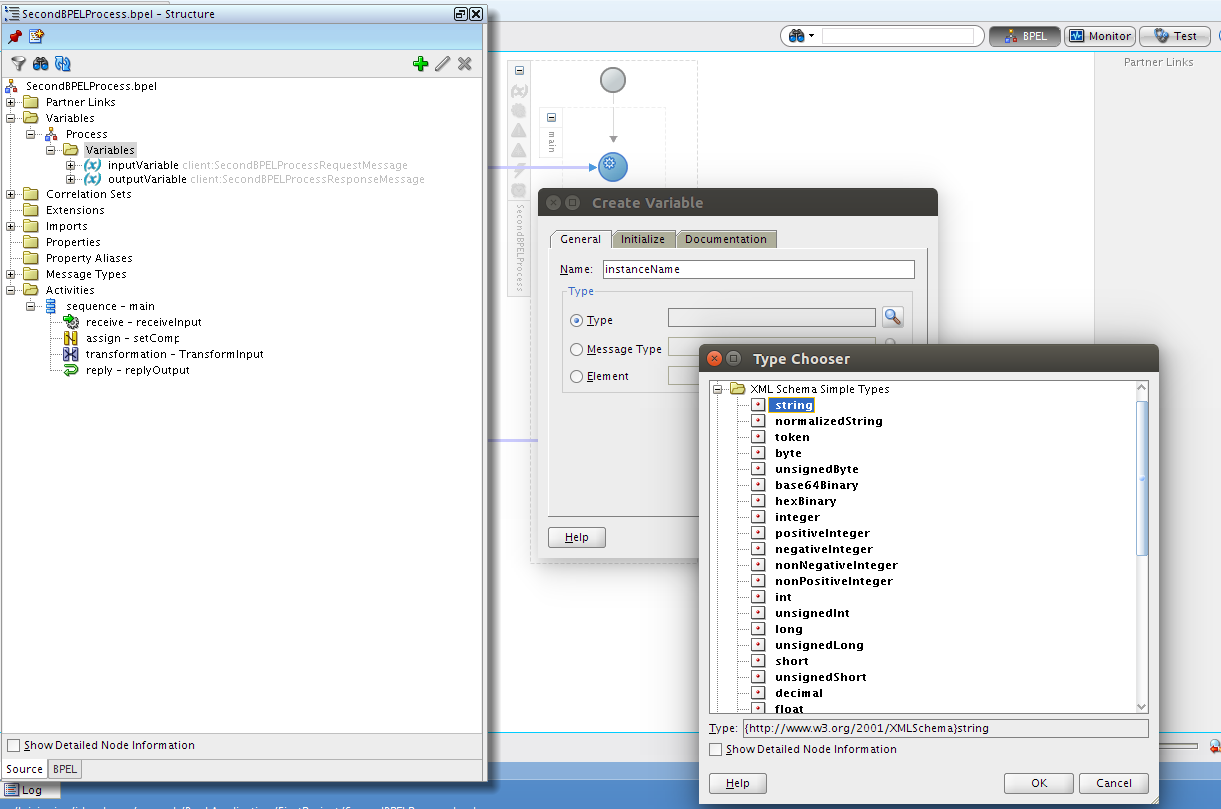 SecondBPELProcess.bpel - Structure
SecondBPELProcess.bpel
Partner Links
Variables
Process
Variables
inputVariable client:SecondBPELProcessRequestMessage
outputVariable client:SecondBPELProcessResponseMessage
Correlation Sets
Extensions
Imports
Properties
Property Aliases
Message Types
Activities
sequence - main
receive - receiveInput
assign - setComp
transformation - TransformInput
reply - replyOutput
Show Detailed Node Information
Source BPEL
Log
BPEL Monitor Test
Partner Links
main
SecondBPELProcess
Create Variable
General Initialize Documentation
Name: instanceName
Type
Type
Message Type
Element
Help
Type Chooser
XML Schema Simple Types
string
normalizedString
token
byte
unsignedByte
base64Binary
hexBinary
integer
positiveInteger
negativeInteger
nonNegativeInteger
nonPositiveInteger
int
unsignedInt
long
unsignedLong
short
unsignedShort
decimal
float
Type: {http://www.w3.org/2001/XMLSchema}string
Show Detailed Node Information
Help OK Cancel